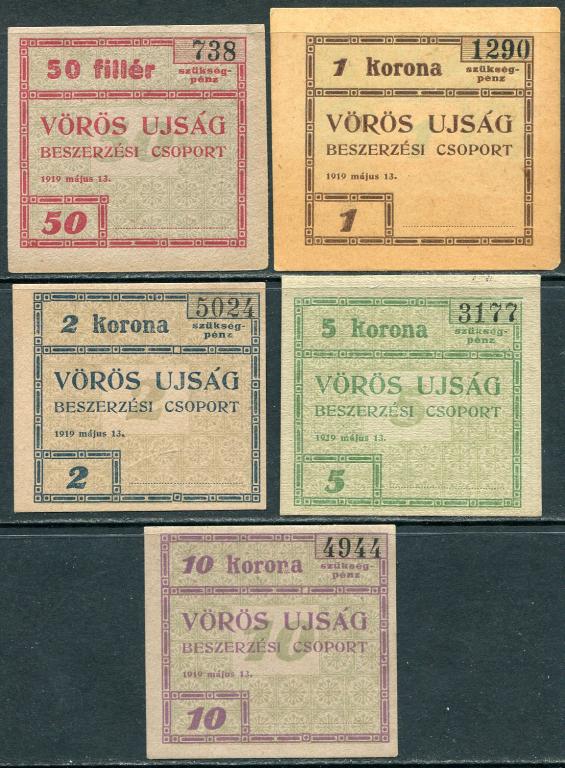 738
50 fillér
szükség-
pénz
VÖRÖS UJSÁG
BESZERZÉSI CSOPORT
1919 május 13.
50
1290
1 korona
szükség-
pénz
VÖRÖS UJSÁG
BESZERZÉSI CSOPORT
1919 május 13.
1
5024
2 korona
szükség-
pénz
2
VÖRÖS UJSÁG
BESZERZÉSI CSOPORT
1919 május 13.
2
3177
5 korona
szükség-
pénz
5
VÖRÖS UJSÁG
BESZERZÉSI CSOPORT
1919 május 13.
5
4944
10 korona
szükség-
pénz
10
VÖRÖS UJSÁG
BESZERZÉSI CSOPORT
1919 május 13.
10